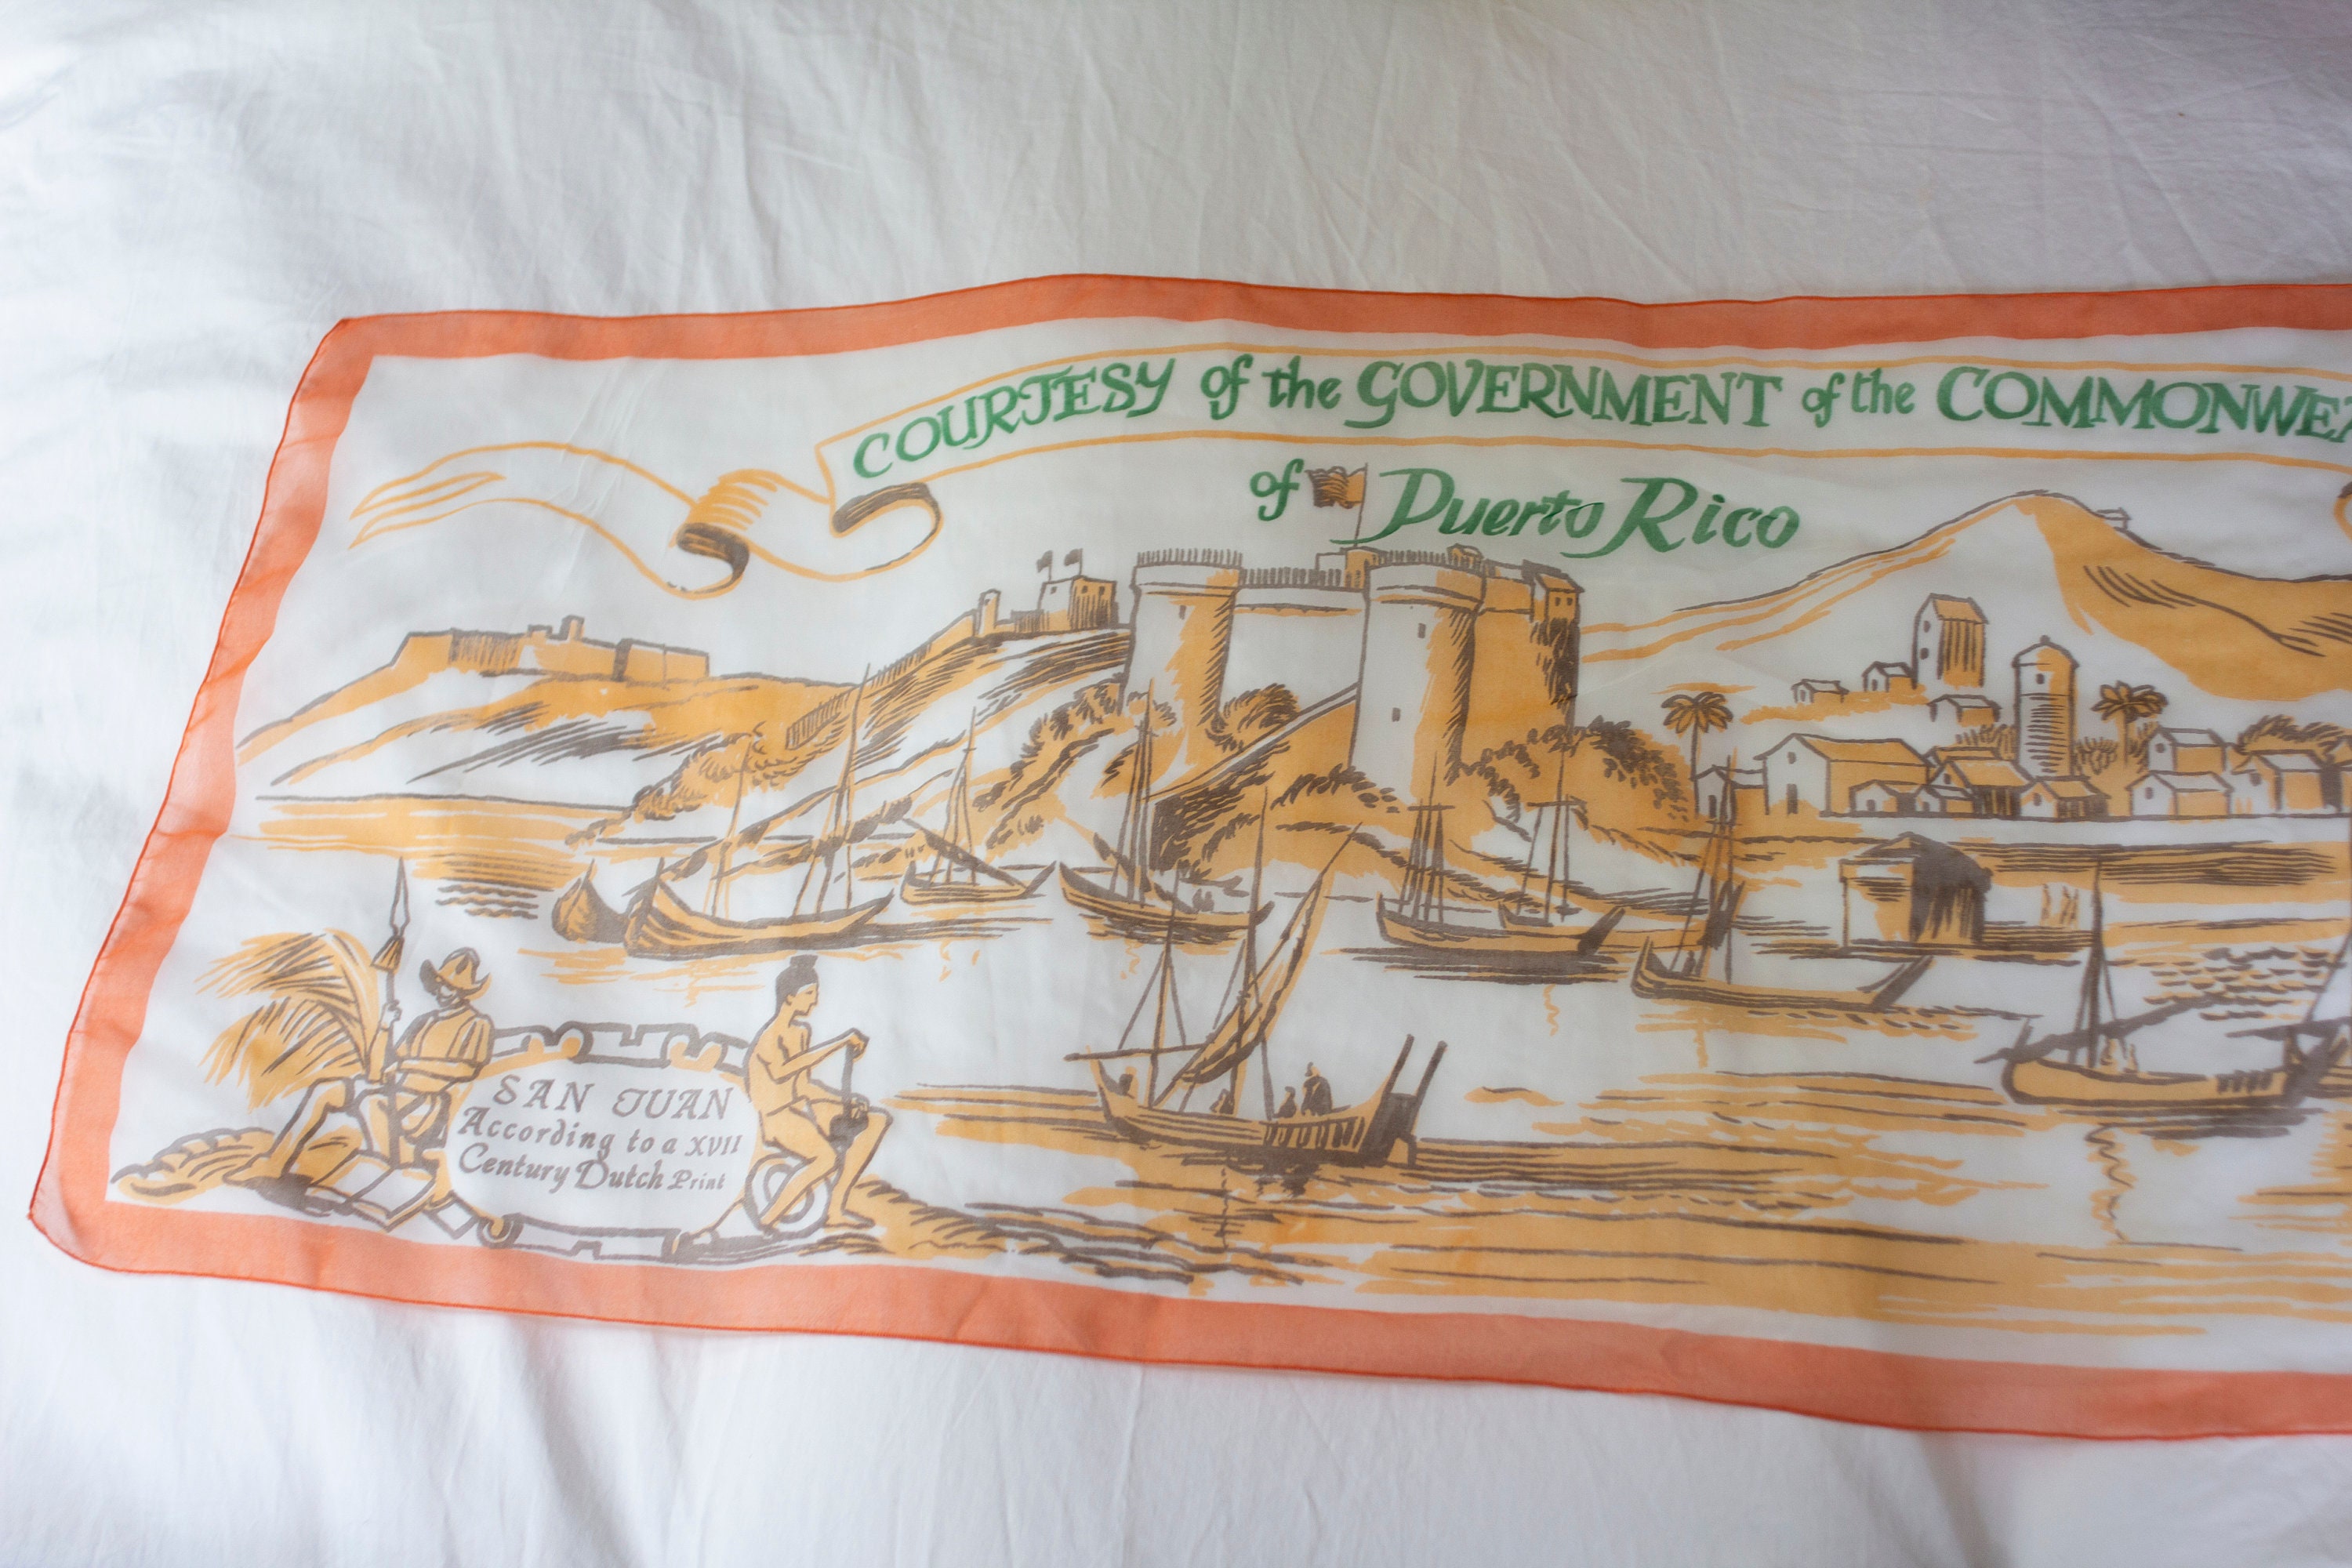 COURTESY of the GOVERNMENT of the COMMONWEA
of Puerto Rico
SAN JUAN
According to a XVII
Century Dutch Print